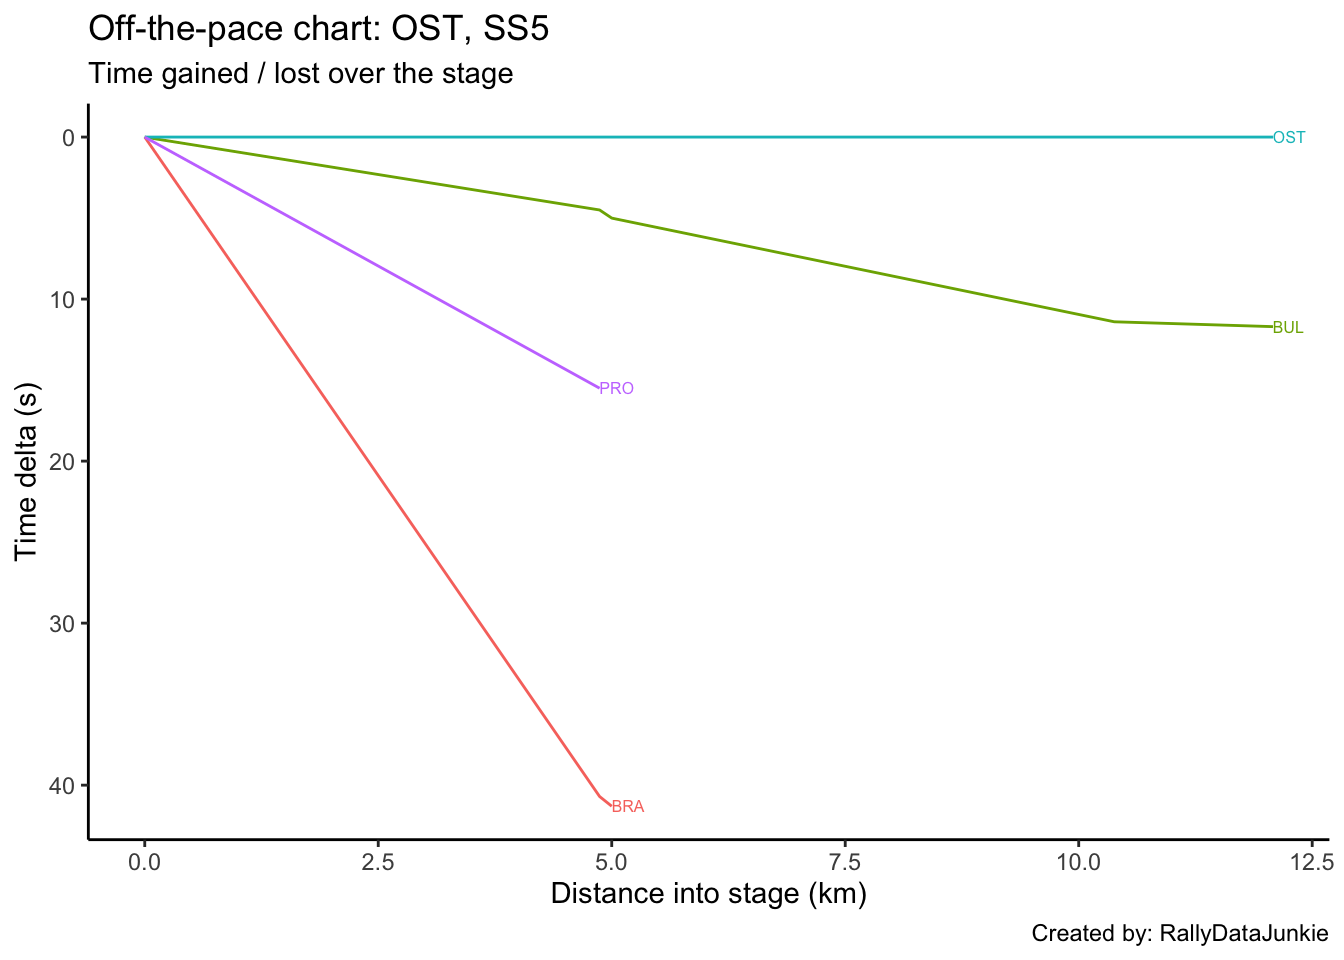 Off-the-pace chart: OST, SS5
Time gained / lost over the stage
0
10
20
30
40
Time delta (s)
OST
BUL
PRO
BRA
0.0
2.5
5.0
7.5
10.0
12.5
Distance into stage (km)
Created by: RallyDataJunkie